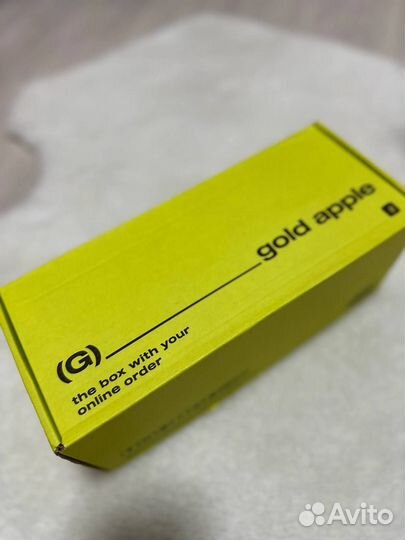 (G)
gold apple
the box with your
online order
Avito